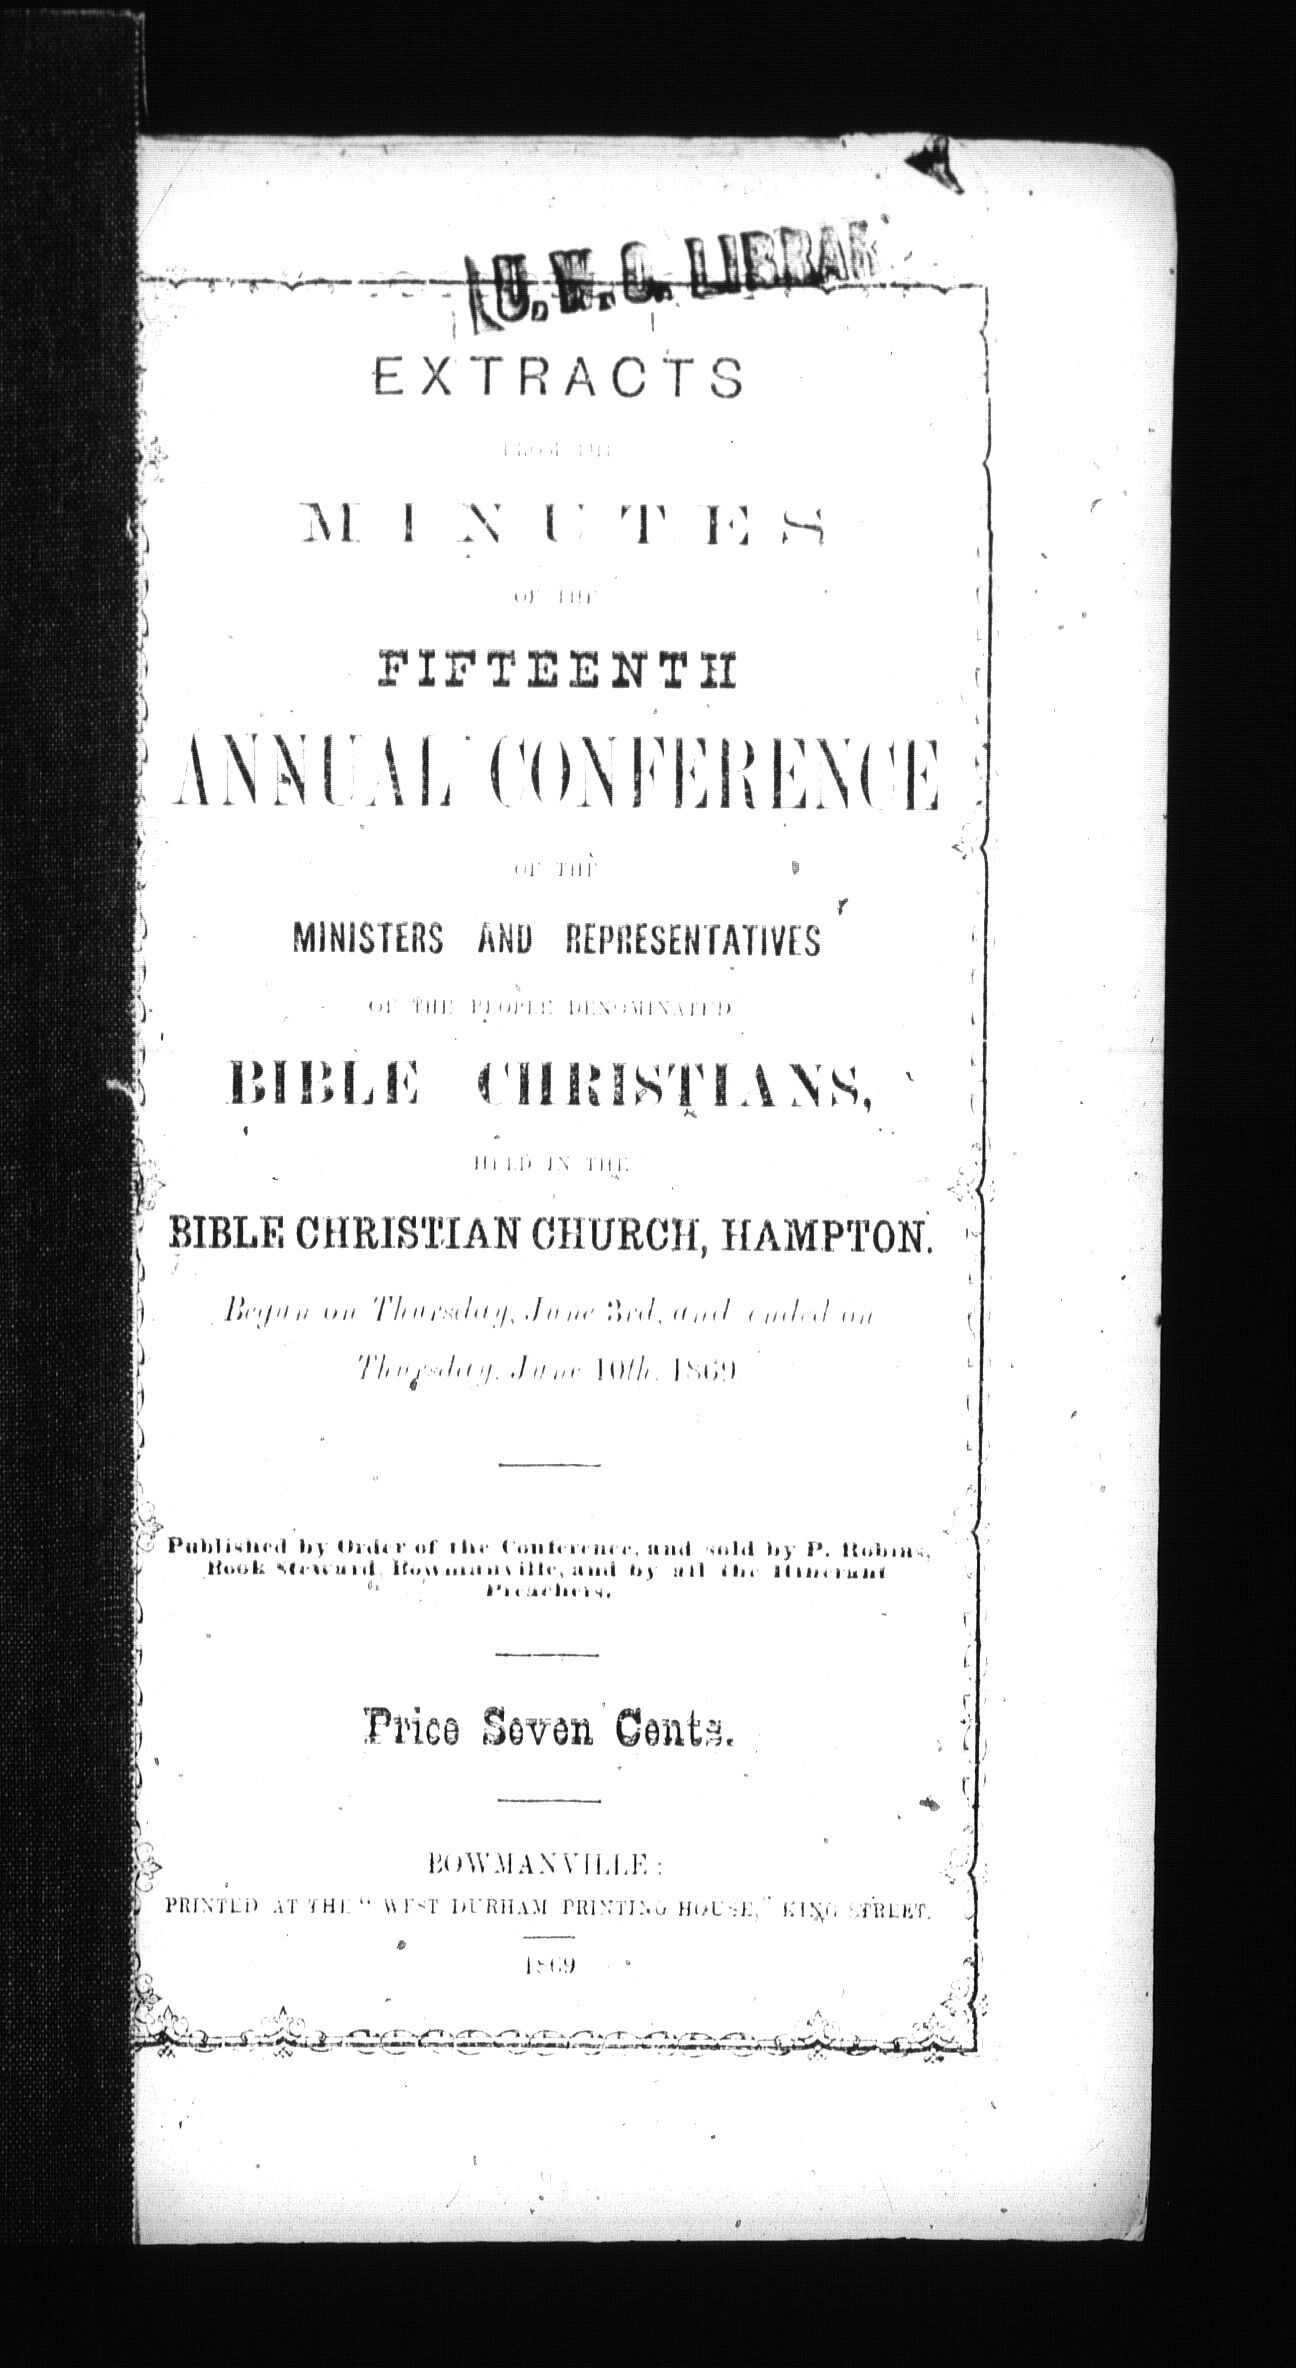 U.W.O. LIBRAR
EXTRACTS
FROM THE
MINUTES
OF THE
FIFTEENTH
ANNUAL CONFERENCE
OF THE
MINISTERS AND REPRESENTATIVES
OF THE PEOPLE DENOMINATED
BIBLE CHRISTIANS,
HELD IN THE
BIBLE CHRISTIAN CHURCH, HAMPTON.
Began on Thursday, June 3rd, and ended on
Thursday, June 10th, 1869
Published by Order of the Conference, and sold by P. Robins,
Book Steward, Bowmanville, and by all the Itinerant
Preachers.
Price Seven Cents.
BOWMANVILLE:
PRINTED AT THE "WEST DURHAM PRINTING HOUSE," KING STREET.
1869